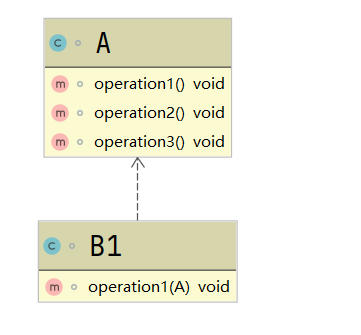 c A
m operation1() void
m operation2() void
m operation3() void
c B1
m operation1(A) void